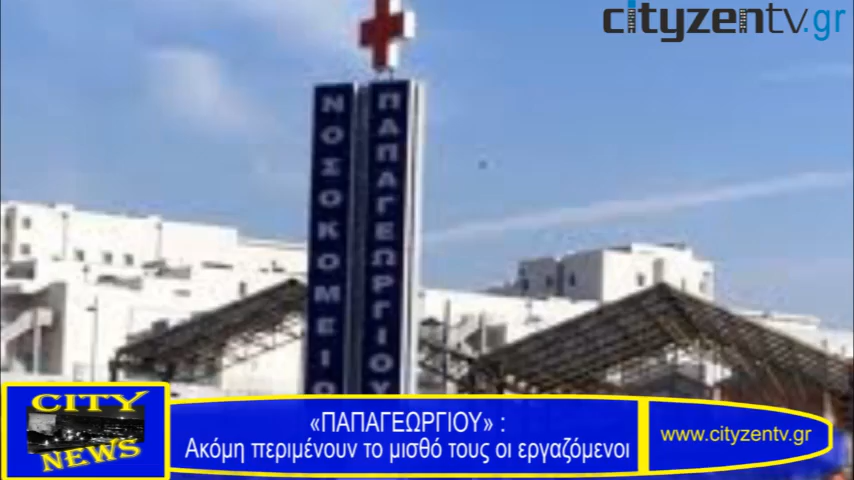 cityzentv.gr
ΝΟΣΟΚΟΜΕΙΟ
ΠΑΠΑΓΕΩΡΓΙΟΥ
CITY
NEWS
«ΠΑΠΑΓΕΩΡΓΙΟΥ» :
Ακόμη περιμένουν το μισθό τους οι εργαζόμενοι
www.cityzentv.gr